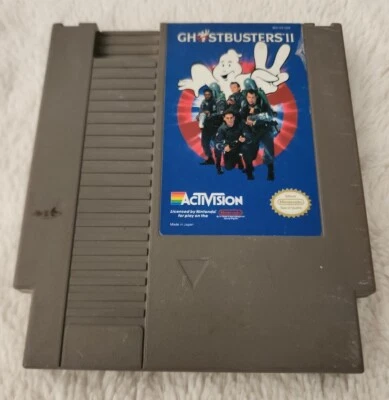 GHOSTBUSTERS II
ACTIVISION
Licensed by Nintendo
for play on the
Made in Japan